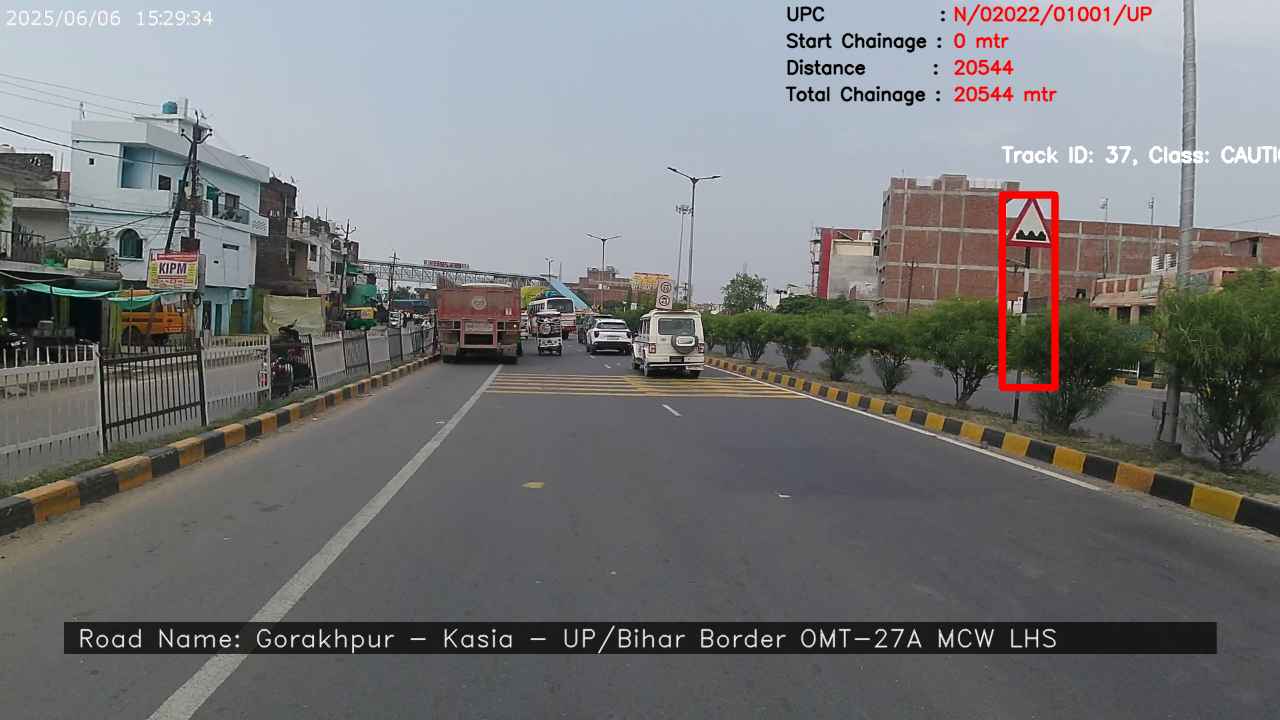 2025/06/06 15:29:34
UPC : N/02022/01001/UP
Start Chainage : 0 mtr
Distance : 20544
Total Chainage : 20544 mtr
Track ID: 37, Class: CAUTI
KIPM
Road Name: Gorakhpur - Kasia - UP/Bihar Border OMT-27A MCW LHS